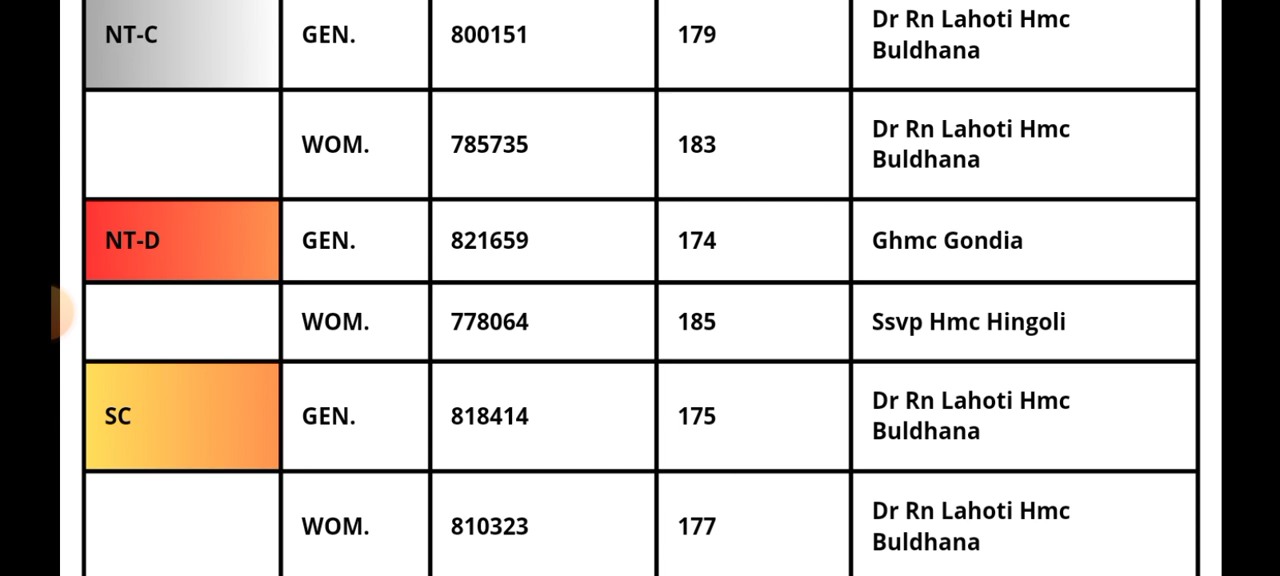 NT-C GEN. 800151 179 Dr Rn Lahoti Hmc
Buldhana
WOM. 785735 183 Dr Rn Lahoti Hmc
Buldhana
NT-D GEN. 821659 174 Ghmc Gondia
WOM. 778064 185 Ssvp Hmc Hingoli
SC GEN. 818414 175 Dr Rn Lahoti Hmc
Buldhana
WOM. 810323 177 Dr Rn Lahoti Hmc
Buldhana